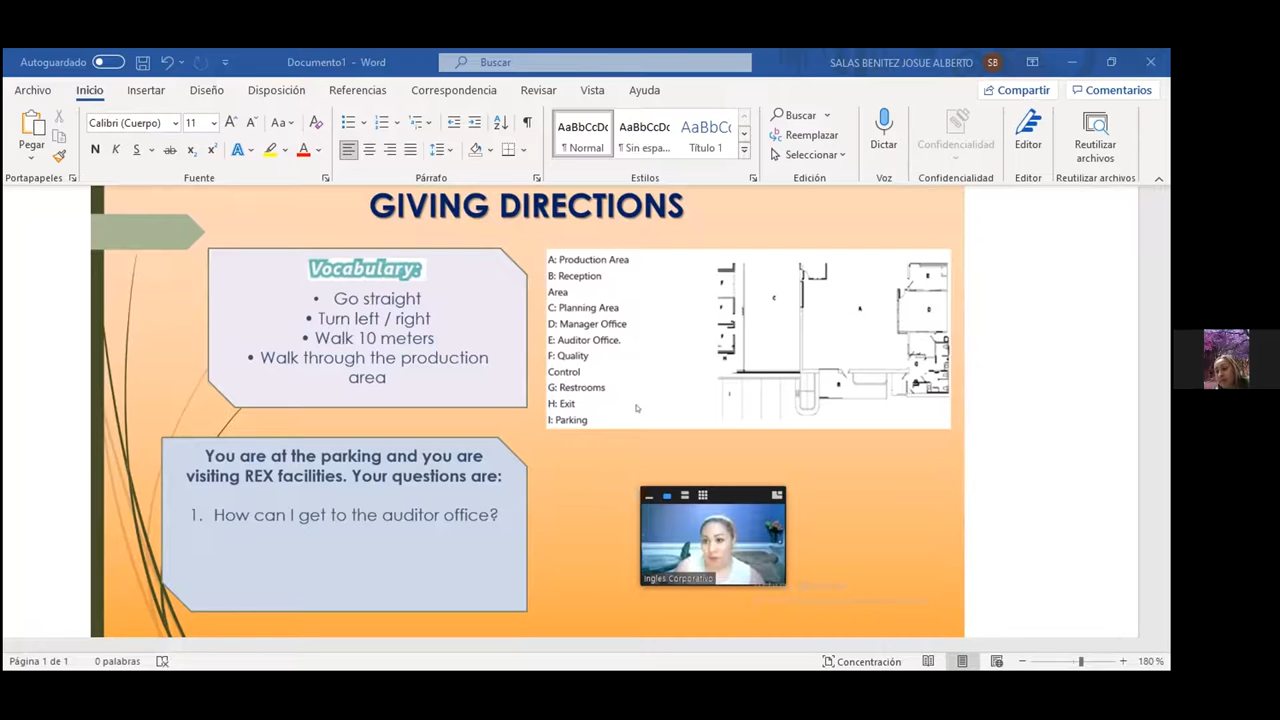 Autoguardado
Documento1 - Word
Buscar
SALAS BENITEZ JOSUE ALBERTO
SB
Archivo Inicio Insertar Diseño Disposición Referencias Correspondencia Revisar Vista Ayuda
Compartir
Comentarios
Pegar
Calibri (Cuerpo) 11
Aa
N K S ab x₂ x²
A A
AaBbCcDc AaBbCcDc AaBbCc
¶ Normal ¶ Sin espa... Título 1
Buscar
Reemplazar
Seleccionar
Dictar
Confidencialidad
Editor
Reutilizar
archivos
Portapapeles Fuente Párrafo Estilos Edición Voz Confidencialidad Editor Reutilizar archivos
GIVING DIRECTIONS
Vocabulary:
• Go straight
• Turn left / right
• Walk 10 meters
• Walk through the production
area
A: Production Area
B: Reception
Area
C: Planning Area
D: Manager Office
E: Auditor Office.
F: Quality
Control
G: Restrooms
H: Exit
I: Parking
C
A
E
D
You are at the parking and you are
visiting REX facilities. Your questions are:
1. How can I get to the auditor office?
Ingles Corporativo
Página 1 de 1
0 palabras
Concentración
180 %